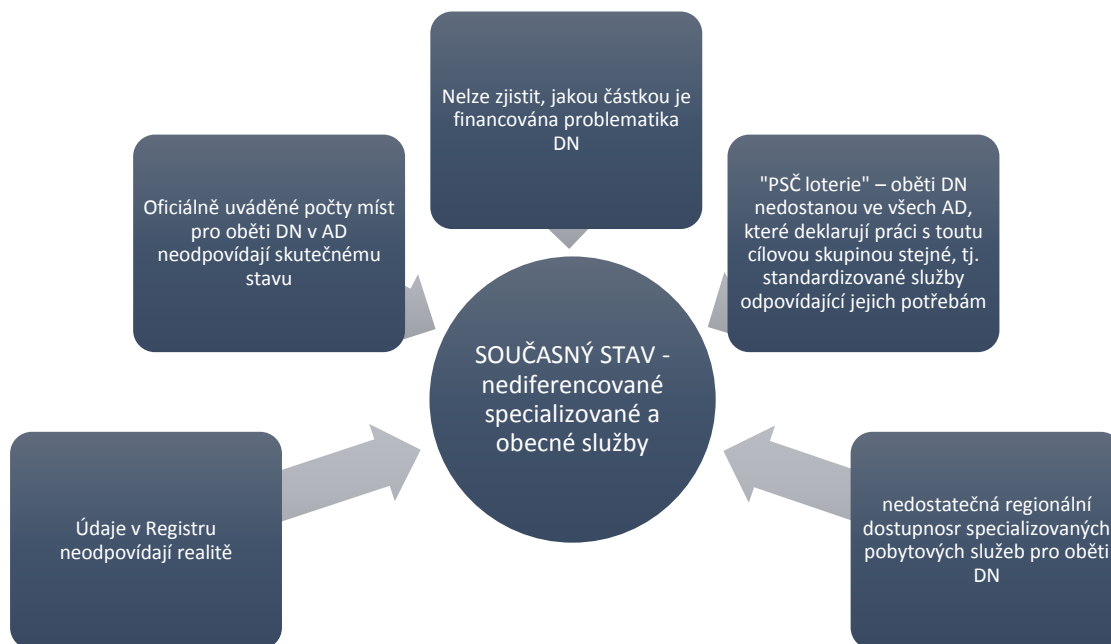 Nelze zjistit, jakou částkou je
financována problematika
DN
Oficiálně uváděné počty míst
pro oběti DN v AD
neodpovídají skutečnému
stavu
"PSČ loterie" – oběti DN
nedostanou ve všech AD,
které deklarují práci s toutu
cílovou skupinou stejné, tj.
standardizované služby
odpovídající jejich potřebám
SOUČASNÝ STAV -
nediferencované
specializované a
obecné služby
Údaje v Registru
neodpovídají realitě
nedostatečná regionální
dostupnosr specializovaných
pobytových služeb pro oběti
DN